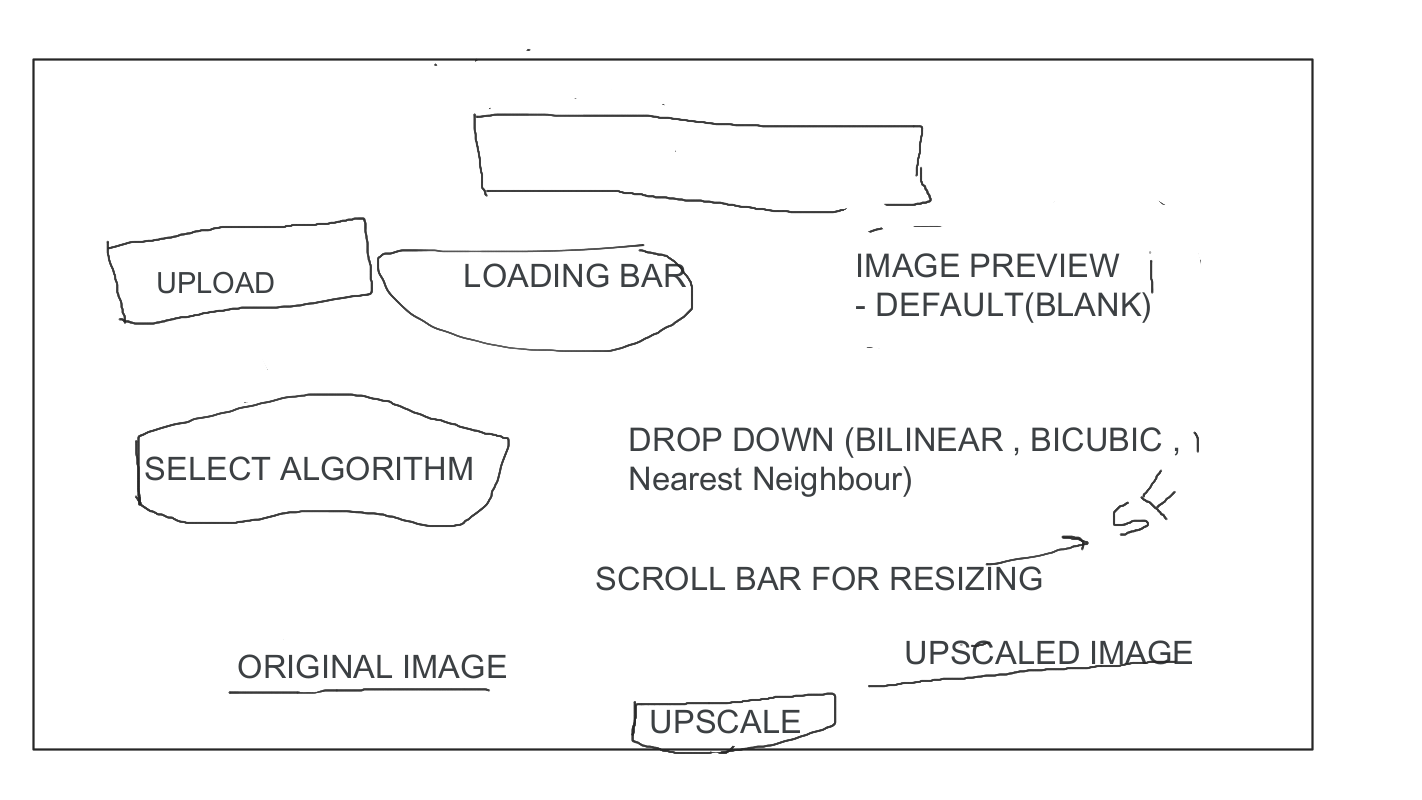 UPLOAD
LOADING BAR
IMAGE PREVIEW
- DEFAULT(BLANK)
SELECT ALGORITHM
DROP DOWN (BILINEAR , BICUBIC ,
Nearest Neighbour)
SCROLL BAR FOR RESIZING
ORIGINAL IMAGE
UPSCALED IMAGE
UPSCALE